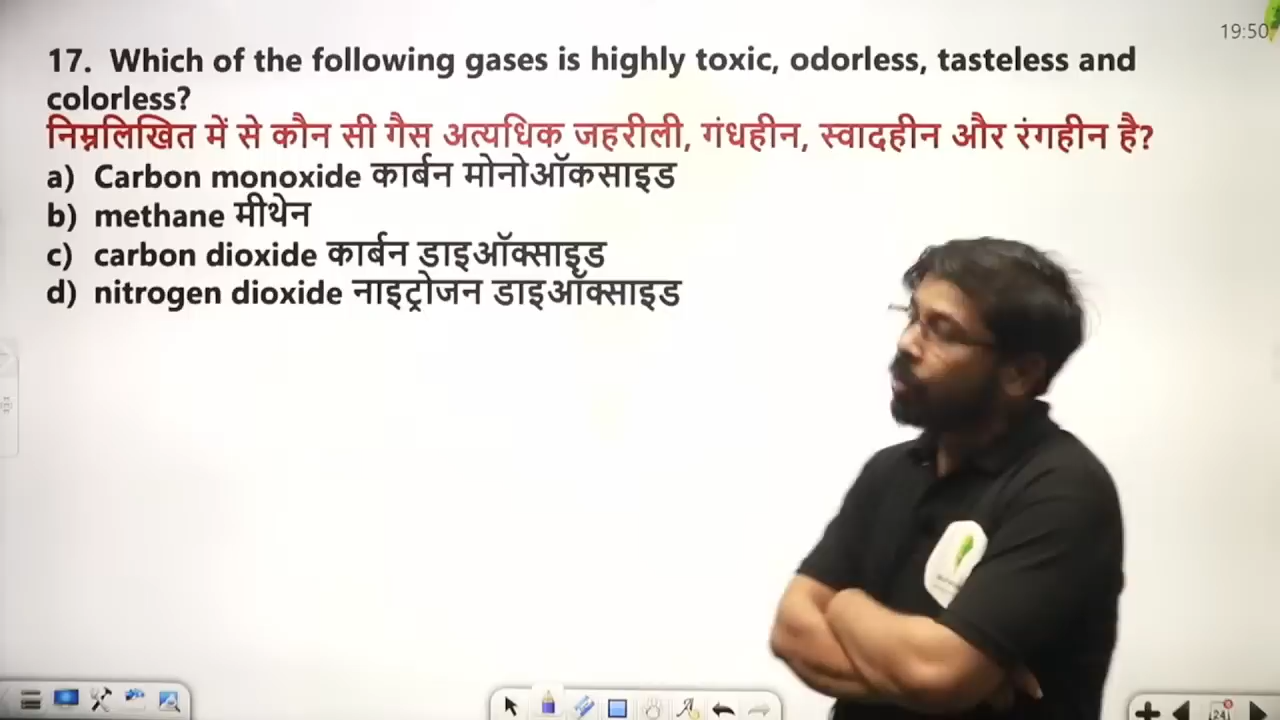 19:50
17. Which of the following gases is highly toxic, odorless, tasteless and
colorless?
निम्नलिखित में से कौन सी गैस अत्यधिक जहरीली, गंधहीन, स्वादहीन और रंगहीन है?
a) Carbon monoxide कार्बन मोनोऑकसाइड
b) methane मीथेन
c) carbon dioxide कार्बन डाइऑक्साइड
d) nitrogen dioxide नाइट्रोजन डाइऑक्साइड